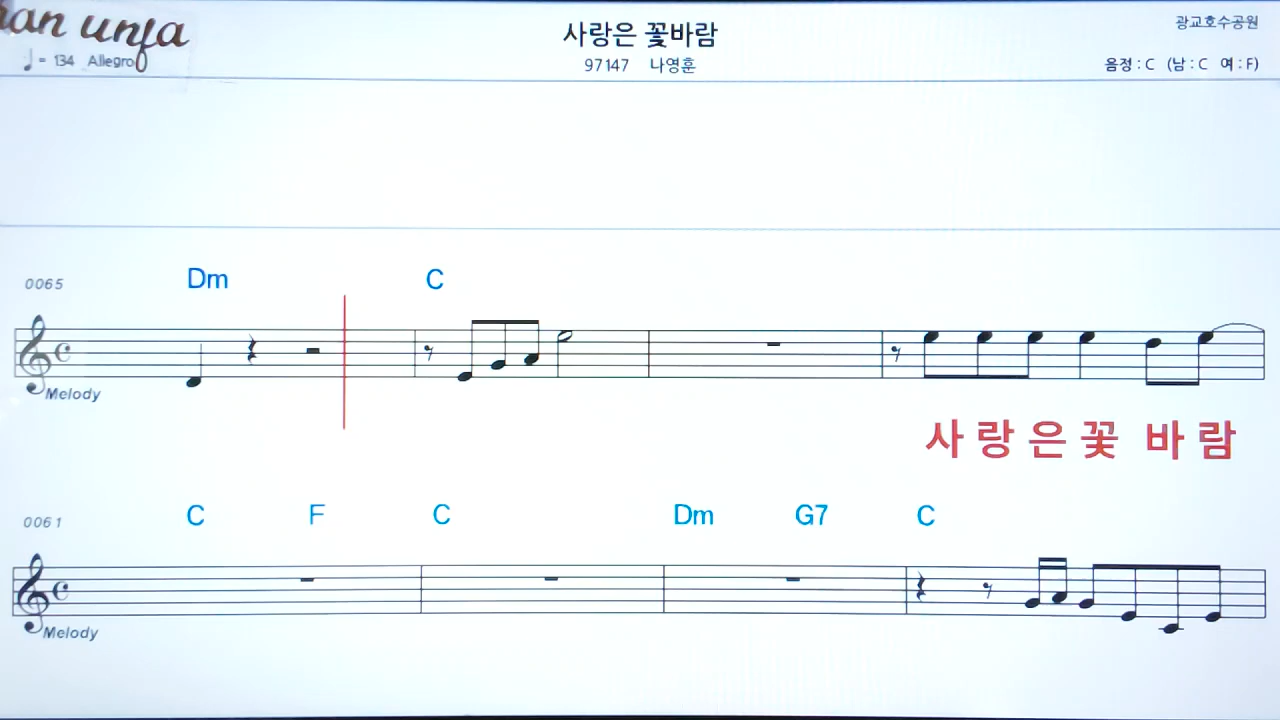 an unja
♩= 134 Allegro
사랑은 꽃바람
97147 나영훈
광교호수공원
음정 : C (남 : C 여 : F)
0065 Dm C
Melody
사 랑 은 꽃 바 람
0061 C F C Dm G7 C
Melody